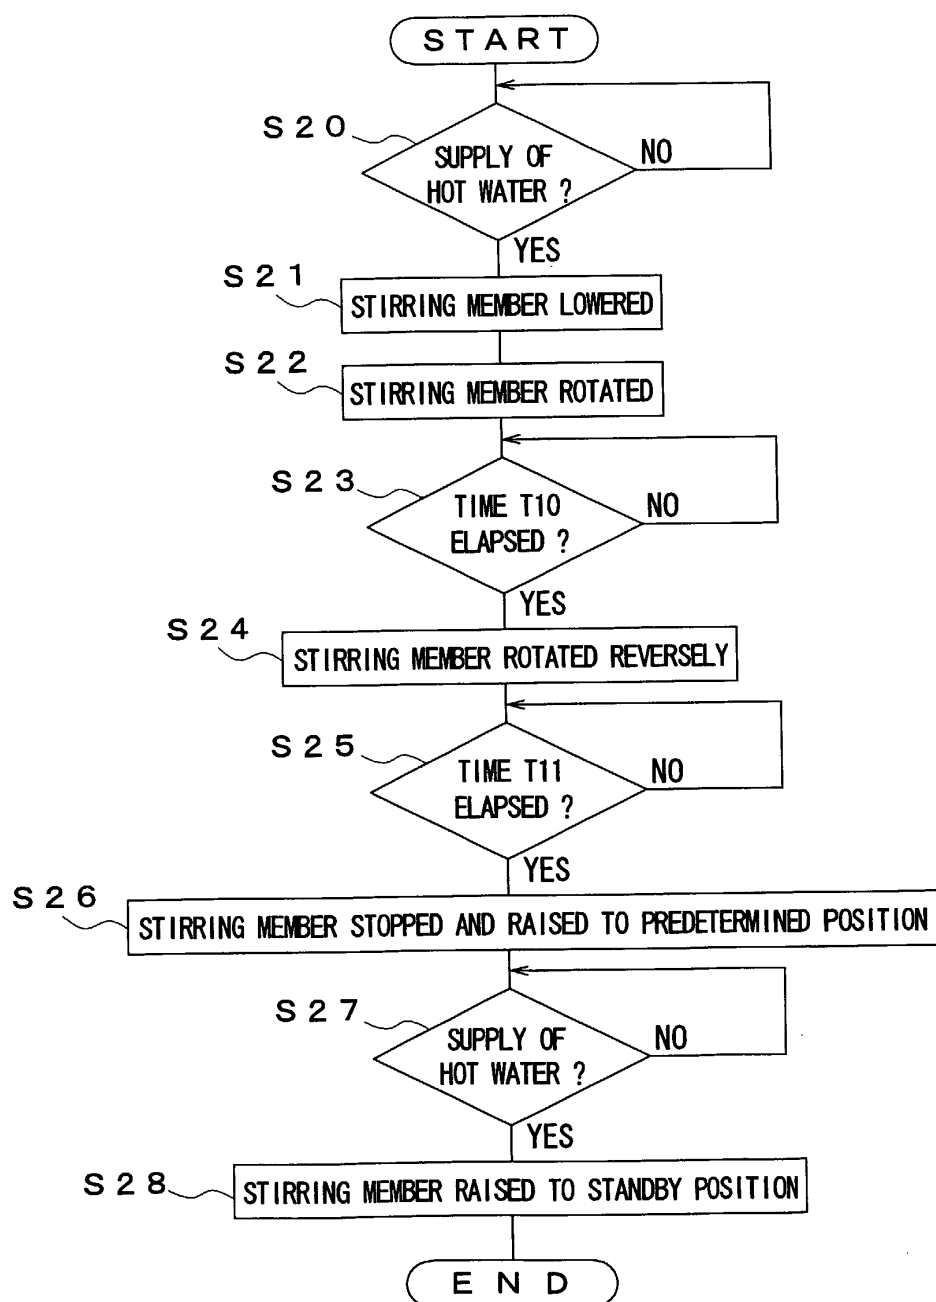 START
S20
SUPPLY OF
HOT WATER ?
NO
YES
S21
STIRRING MEMBER LOWERED
S22
STIRRING MEMBER ROTATED
S23
TIME T10
ELAPSED ?
NO
YES
S24
STIRRING MEMBER ROTATED REVERSELY
S25
TIME T11
ELAPSED ?
NO
YES
S26
STIRRING MEMBER STOPPED AND RAISED TO PREDETERMINED POSITION
S27
SUPPLY OF
HOT WATER ?
NO
YES
S28
STIRRING MEMBER RAISED TO STANDBY POSITION
END